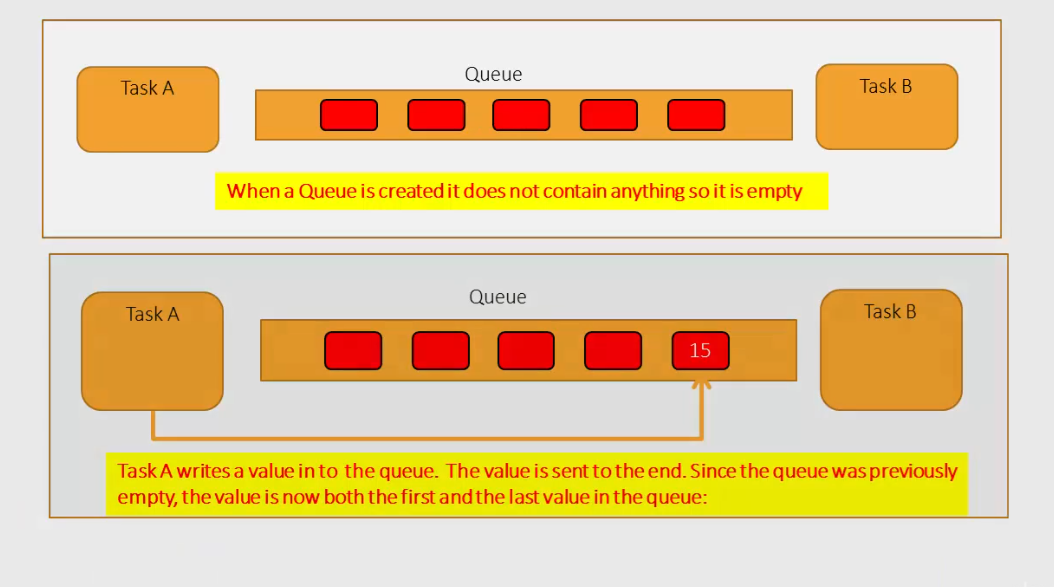 Queue
Task A
Task B
When a Queue is created it does not contain anything so it is empty
Queue
Task A
Task B
15
Task A writes a value in to the queue. The value is sent to the end. Since the queue was previously
empty, the value is now both the first and the last value in the queue: